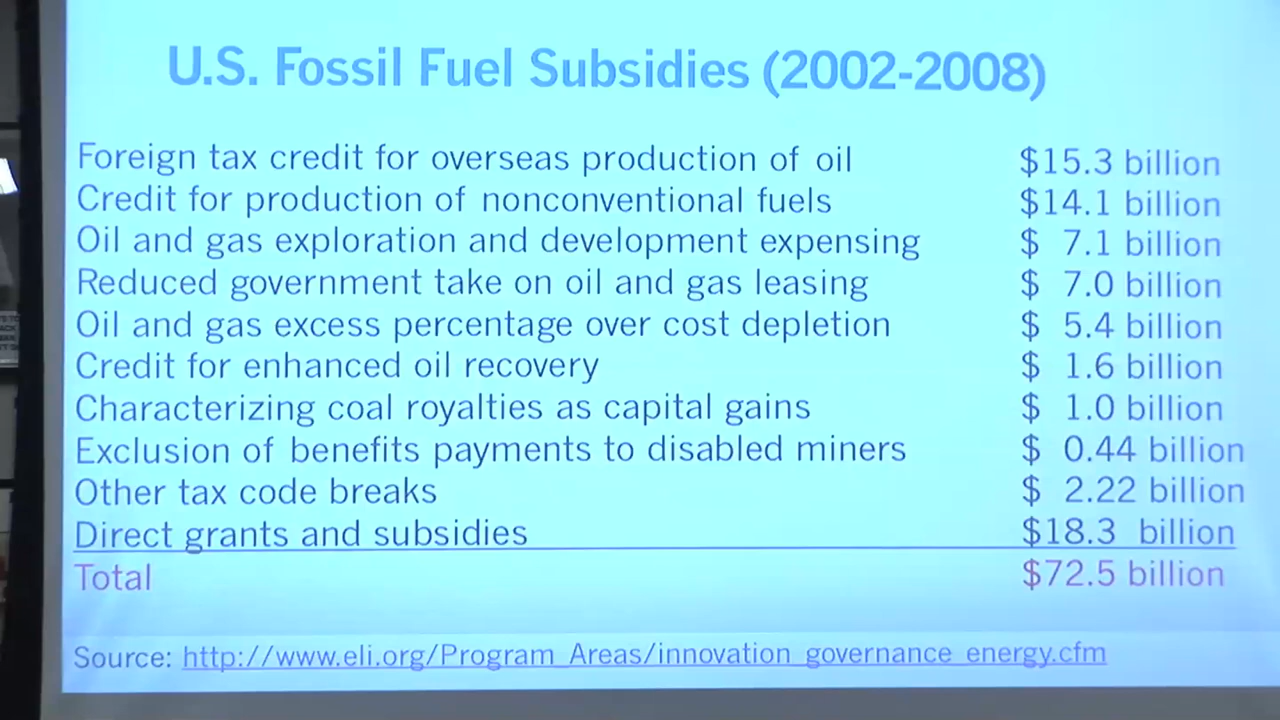 U.S. Fossil Fuel Subsidies (2002-2008)
Foreign tax credit for overseas production of oil $15.3 billion
Credit for production of nonconventional fuels $14.1 billion
Oil and gas exploration and development expensing $ 7.1 billion
Reduced government take on oil and gas leasing $ 7.0 billion
Oil and gas excess percentage over cost depletion $ 5.4 billion
Credit for enhanced oil recovery $ 1.6 billion
Characterizing coal royalties as capital gains $ 1.0 billion
Exclusion of benefits payments to disabled miners $ 0.44 billion
Other tax code breaks $ 2.22 billion
Direct grants and subsidies $18.3 billion
Total $72.5 billion
Source: http://www.eli.org/Program_Areas/innovation_governance_energy.cfm